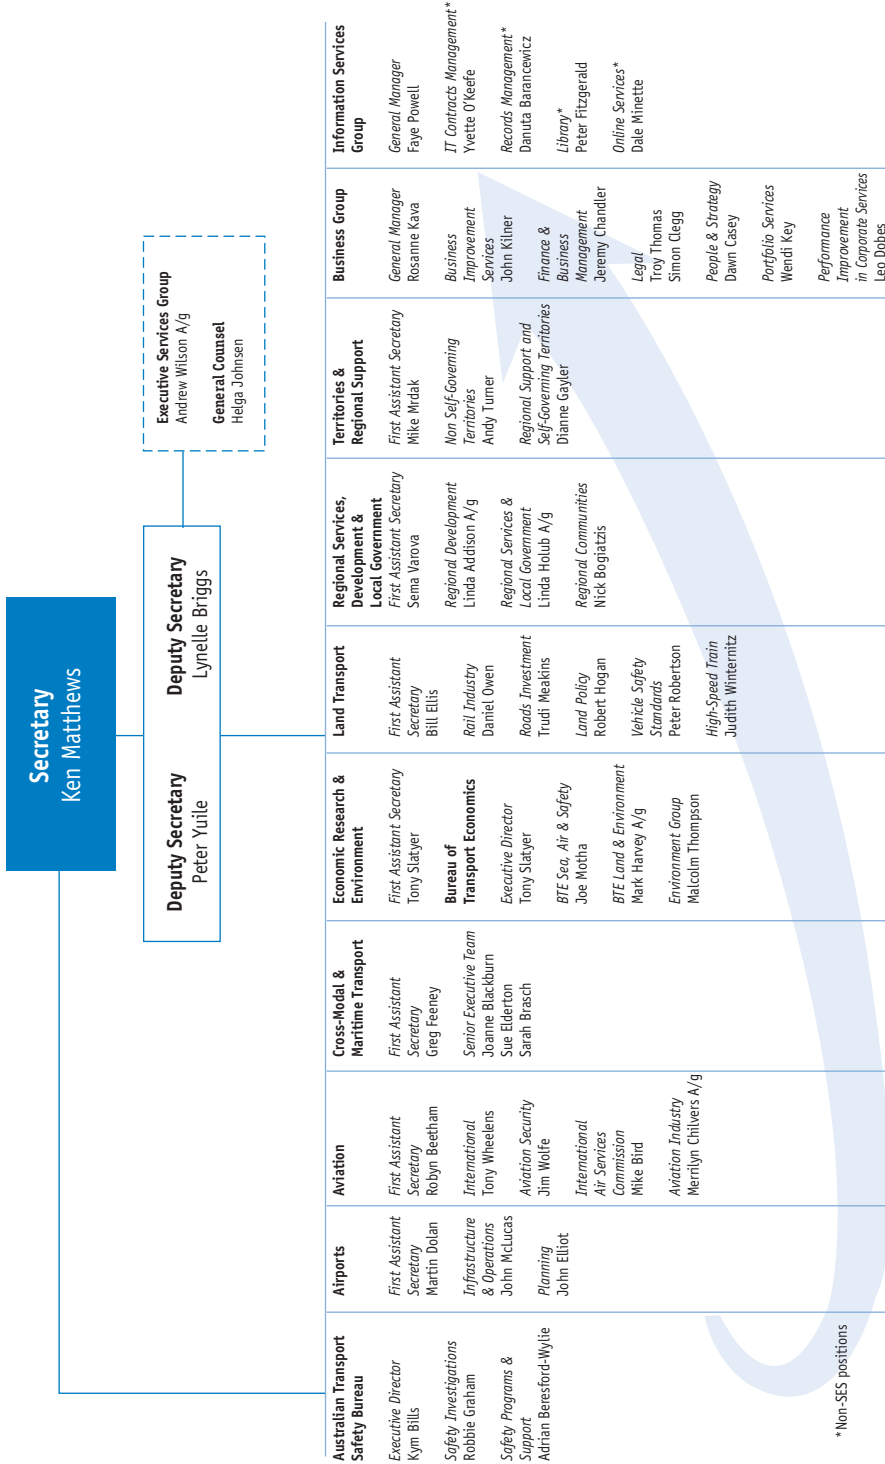 Secretary
Ken Matthews
Deputy Secretary
Peter Yuile
Deputy Secretary
Lynelle Briggs
Executive Services Group
Andrew Wilson A/g
General Counsel
Helga Johnsen
Australian Transport
Safety Bureau
Executive Director
Kym Bills
Safety Investigations
Robbie Graham
Safety Programs &
Support
Adrian Beresford-Wylie
Airports
First Assistant
Secretary
Martin Dolan
Infrastructure
& Operations
John McLucas
Planning
John Elliot
Aviation
First Assistant
Secretary
Robyn Beetham
International
Tony Wheelens
Aviation Security
Jim Wolfe
International
Air Services
Commission
Mike Bird
Aviation Industry
Merrilyn Chilvers A/g
Cross-Modal &
Maritime Transport
First Assistant
Secretary
Greg Feeney
Senior Executive Team
Joanne Blackburn
Sue Elderton
Sarah Brasch
Economic Research &
Environment
First Assistant Secretary
Tony Slatyer
Bureau of
Transport Economics
Executive Director
Tony Slatyer
BTE Sea, Air & Safety
Joe Motha
BTE Land & Environment
Mark Harvey A/g
Environment Group
Malcolm Thompson
Land Transport
First Assistant
Secretary
Bill Ellis
Rail Industry
Daniel Owen
Roads Investment
Trudi Meakins
Land Policy
Robert Hogan
Vehicle Safety
Standards
Peter Robertson
High-Speed Train
Judith Winternitz
Regional Services,
Development &
Local Government
First Assistant Secretary
Sema Varova
Regional Development
Linda Addison A/g
Regional Services &
Local Government
Linda Holub A/g
Regional Communities
Nick Bogiatzis
Territories &
Regional Support
First Assistant Secretary
Mike Mrdak
Non Self-Governing
Territories
Andy Turner
Regional Support and
Self-Governing Territories
Dianne Gayler
Business Group
General Manager
Rosanne Kava
Business
Improvement
Services
John Kilner
Finance &
Business
Management
Jeremy Chandler
Legal
Troy Thomas
Simon Clegg
People & Strategy
Dawn Casey
Portfolio Services
Wendi Key
Performance
Improvement
in Corporate Services
Leo Dobes
Information Services
Group
General Manager
Faye Powell
IT Contracts Management*
Yvette O'Keefe
Records Management*
Danuta Barancewicz
Library*
Peter Fitzgerald
Online Services*
Dale Minette
*Non-SES positions